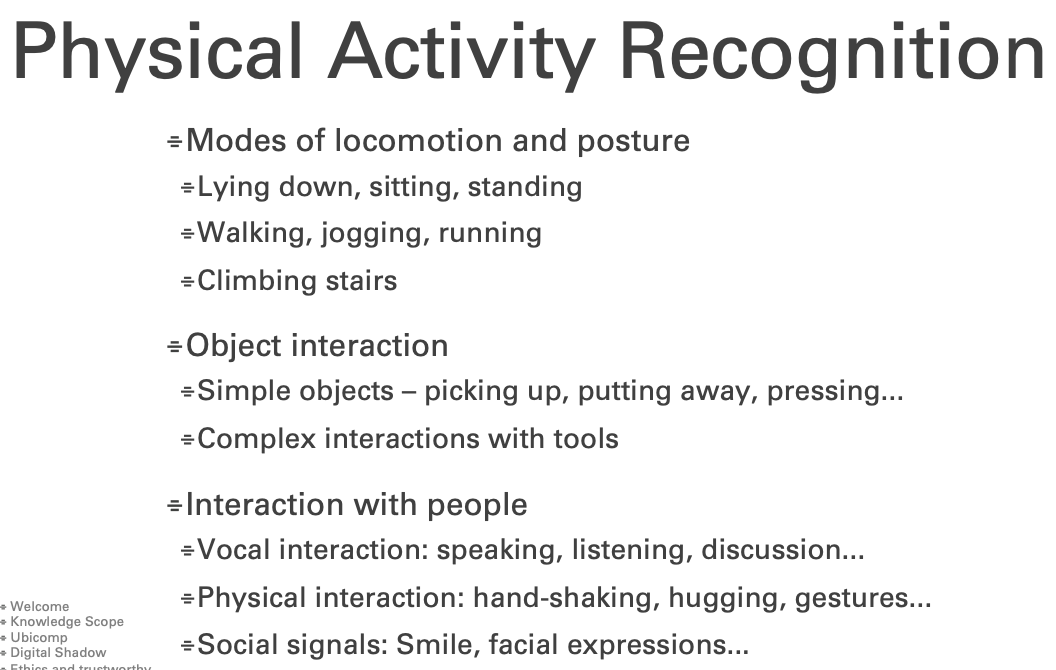 Physical Activity Recognition
Modes of locomotion and posture
Lying down, sitting, standing
Walking, jogging, running
Climbing stairs
Object interaction
Simple objects – picking up, putting away, pressing...
Complex interactions with tools
Interaction with people
Vocal interaction: speaking, listening, discussion...
Physical interaction: hand-shaking, hugging, gestures...
Social signals: Smile, facial expressions...
Welcome
Knowledge Scope
Ubicomp
Digital Shadow
Ethics and trustworthy